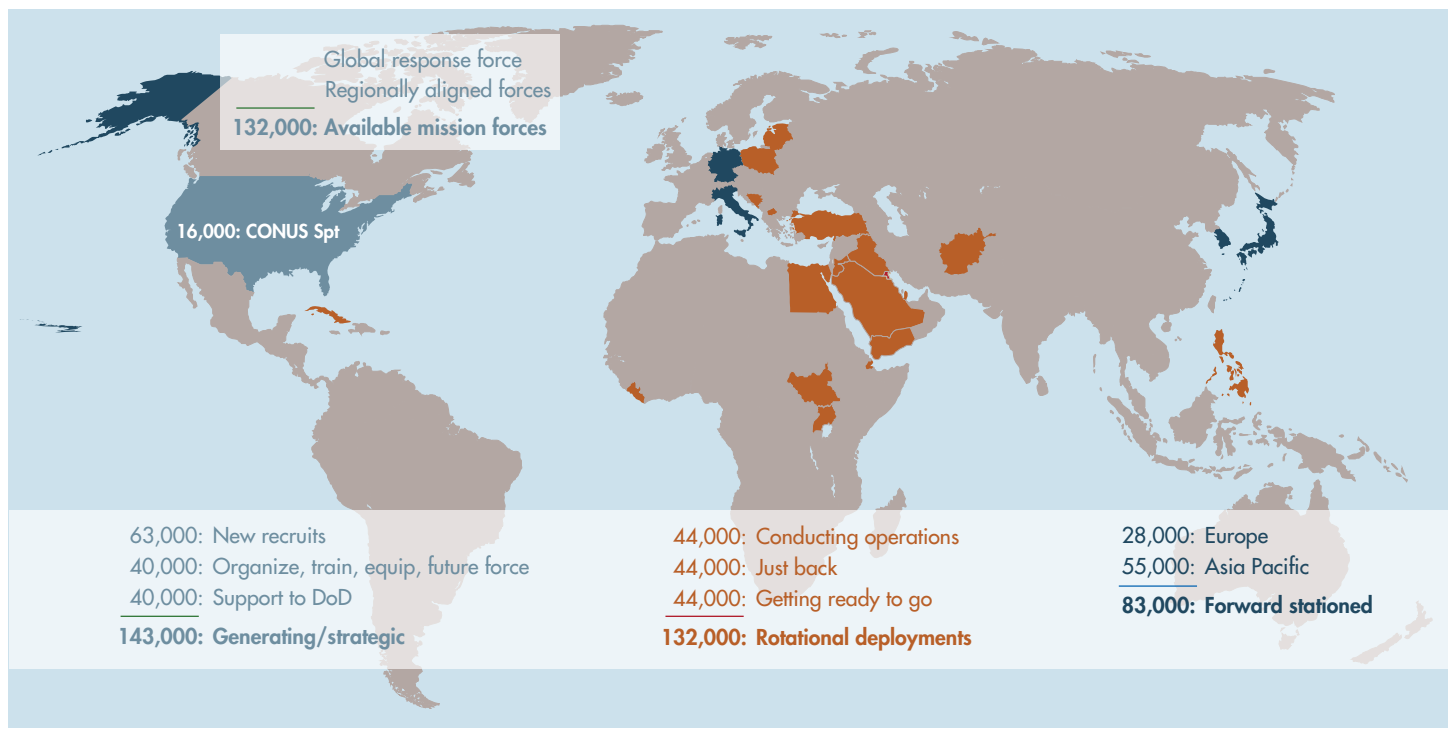 Global response force
Regionally aligned forces
132,000: Available mission forces
16,000: CONUS Spt
63,000: New recruits
40,000: Organize, train, equip, future force
40,000: Support to DoD
143,000: Generating/strategic
44,000: Conducting operations
44,000: Just back
44,000: Getting ready to go
132,000: Rotational deployments
28,000: Europe
55,000: Asia Pacific
83,000: Forward stationed